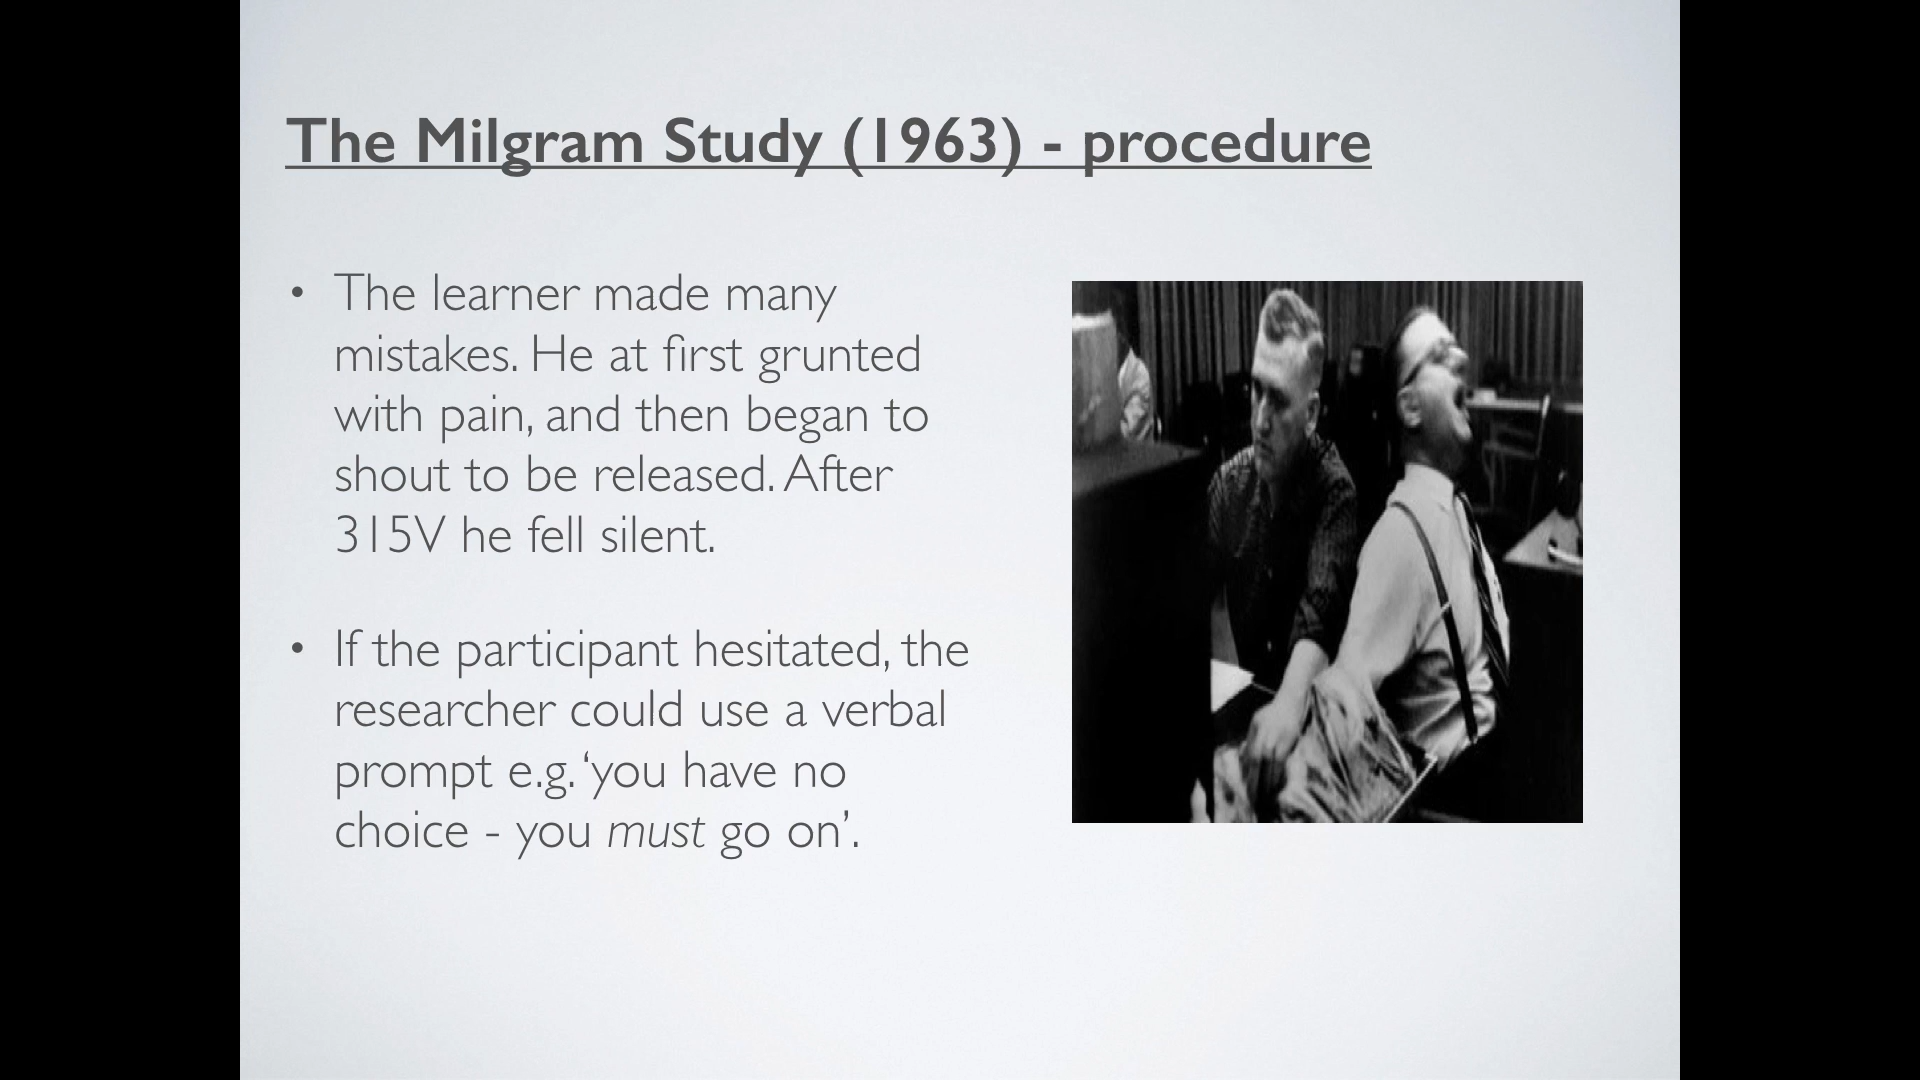 The Milgram Study (1963) - procedure
• The learner made many
mistakes. He at first grunted
with pain, and then began to
shout to be released. After
315V he fell silent.
• If the participant hesitated, the
researcher could use a verbal
prompt e.g. ‘you have no
choice - you must go on’.